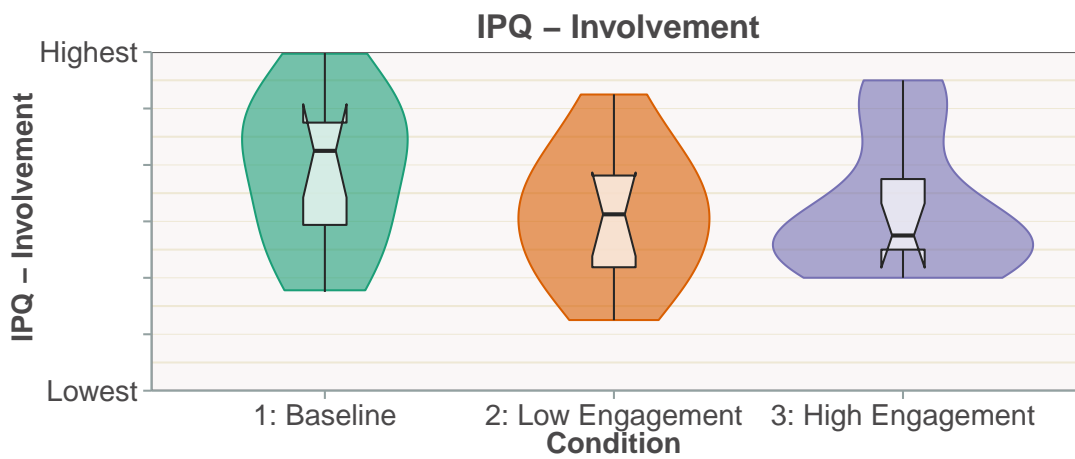 IPQ – Involvement
Highest
IPQ – Involvement
Lowest
1: Baseline
2: Low Engagement
3: High Engagement
Condition